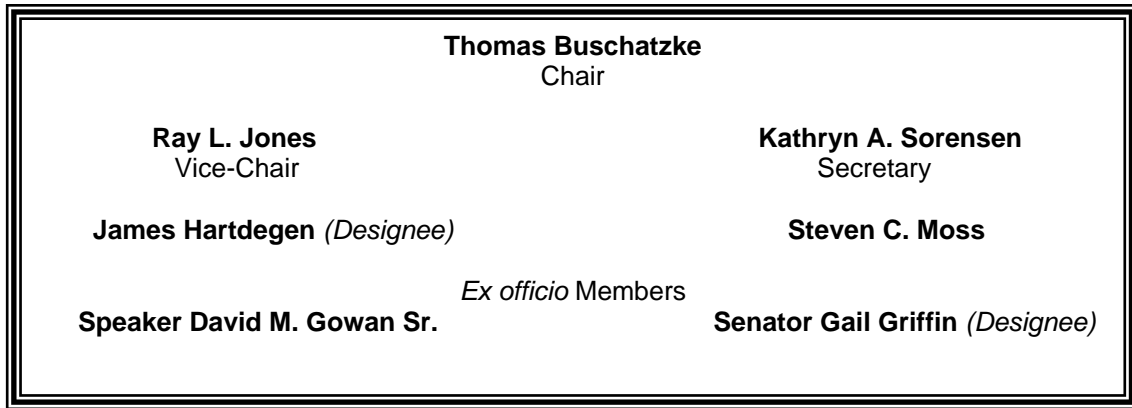 Thomas Buschatzke
Chair
Ray L. Jones
Kathryn A. Sorensen
Vice-Chair
Secretary
James Hartdegen (Designee)
Steven C. Moss
Ex officio Members
Speaker David M. Gowan Sr.
Senator Gail Griffin (Designee)